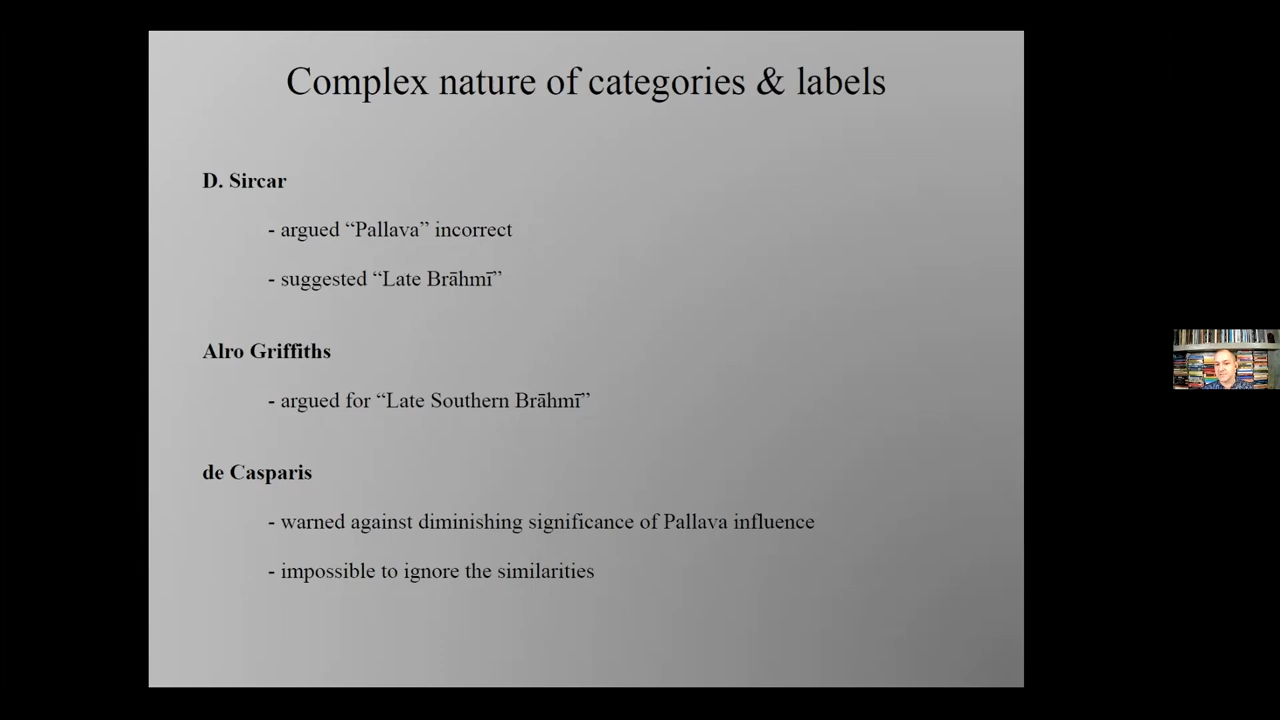 Complex nature of categories & labels
D. Sircar
- argued “Pallava” incorrect
- suggested “Late Brāhmī”
Alro Griffiths
- argued for “Late Southern Brāhmī”
de Casparis
- warned against diminishing significance of Pallava influence
- impossible to ignore the similarities